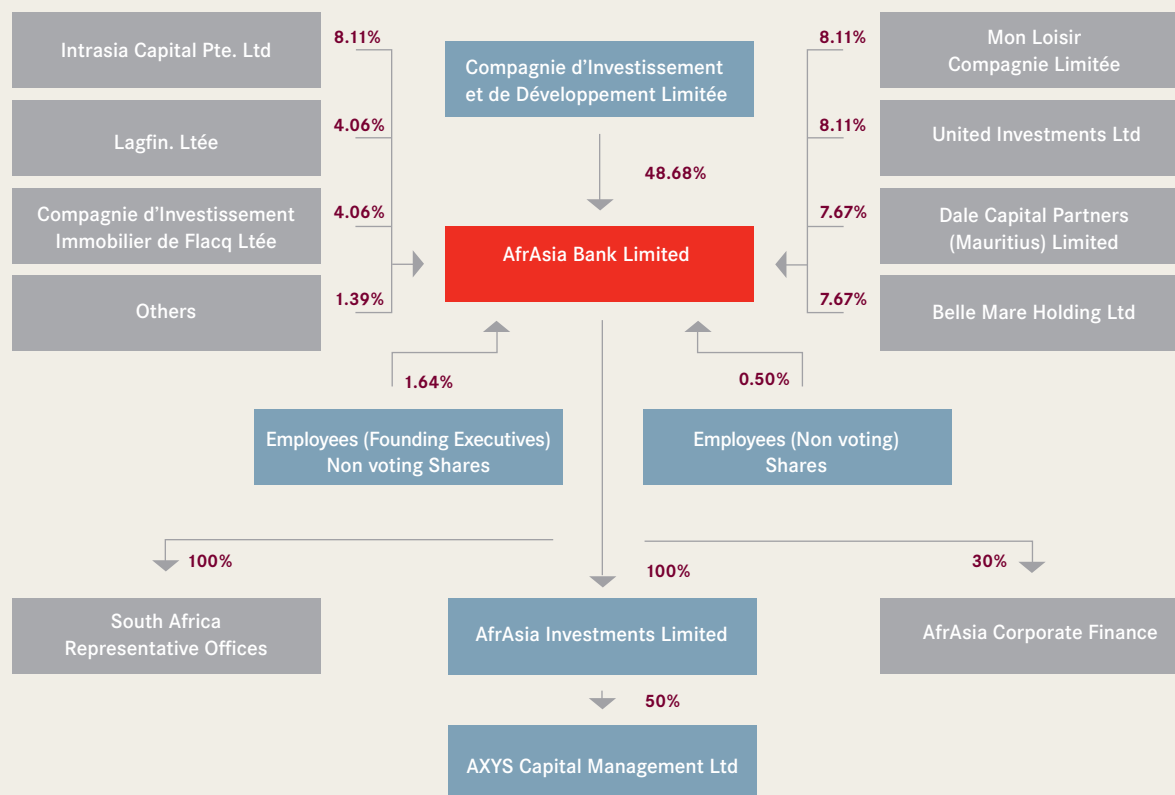 Intrasia Capital Pte. Ltd
8.11%
Lagfin. Ltée
4.06%
Compagnie d'Investissement
Immobilier de Flacq Ltée
4.06%
Others
1.39%
Compagnie d'Investissement
et de Développement Limitée
48.68%
AfrAsia Bank Limited
8.11%
Mon Loisir
Compagnie Limitée
8.11%
United Investments Ltd
7.67%
Dale Capital Partners
(Mauritius) Limited
7.67%
Belle Mare Holding Ltd
1.64%
Employees (Founding Executives)
Non voting Shares
0.50%
Employees (Non voting)
Shares
100%
South Africa
Representative Offices
100%
AfrAsia Investments Limited
30%
AfrAsia Corporate Finance
50%
AXYS Capital Management Ltd